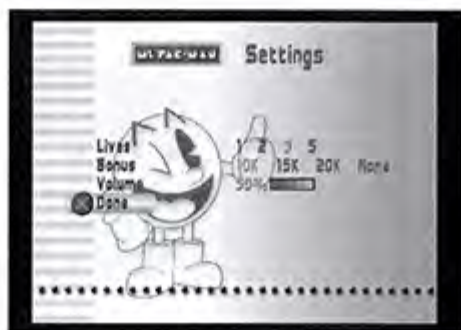 MS. PAC-MAN Settings
Lives 1 2 3 5
Bonus 10K 15K 20K None
Volume 50%
Done